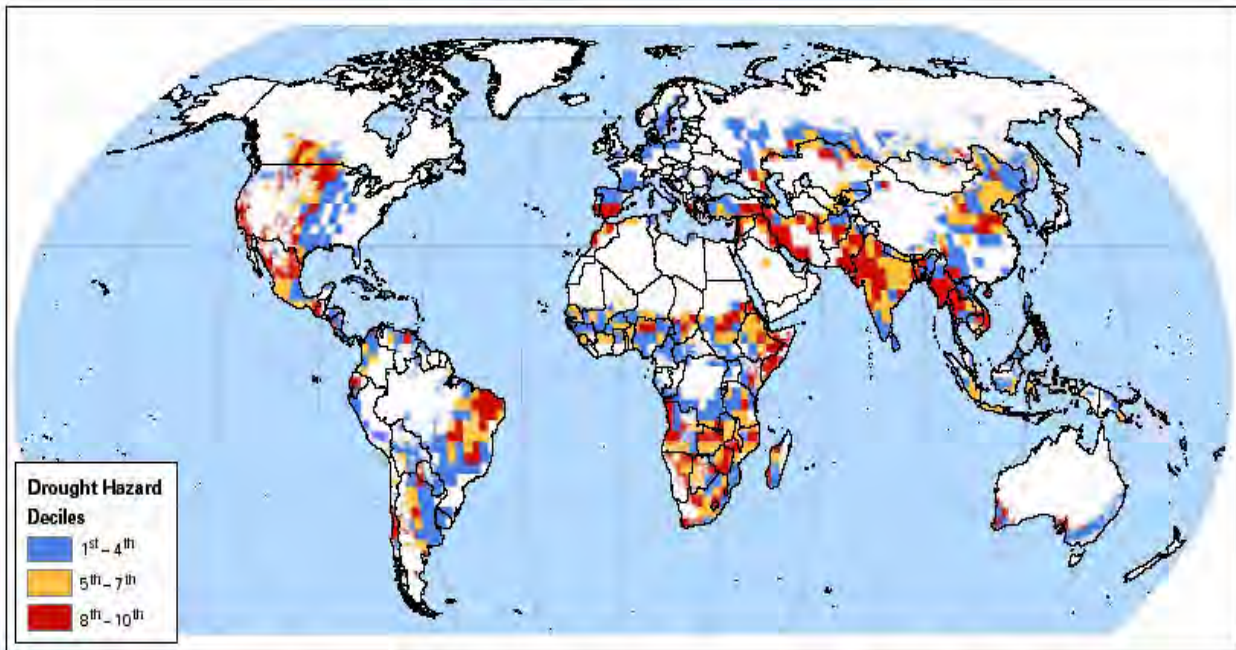 Drought Hazard
Deciles
1st – 4th
5th – 7th
8th – 10th